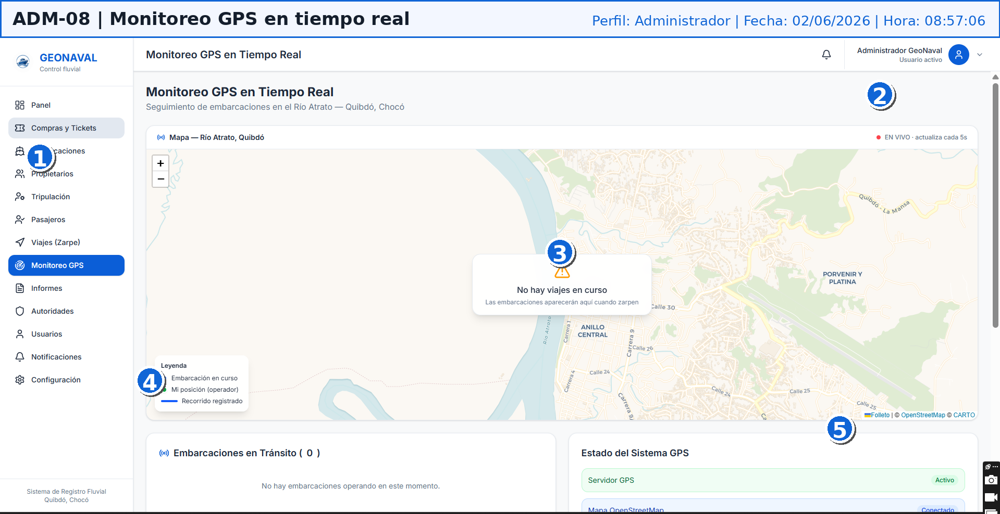 ADM-08 | Monitoreo GPS en tiempo real
Perfil: Administrador | Fecha: 02/06/2026 | Hora: 08:57:06
GEONAVAL
Control fluvial
Monitoreo GPS en Tiempo Real
Administrador GeoNaval
Usuario activo
Panel
Compras y Tickets
caciones
Propietarios
Tripulación
Pasajeros
Viajes (Zarpe)
Monitoreo GPS
Informes
Autoridades
Usuarios
Notificaciones
Configuración
Sistema de Registro Fluvial
Quibdó, Chocó
1
2
Monitoreo GPS en Tiempo Real
Seguimiento de embarcaciones en el Río Atrato — Quibdó, Chocó
Mapa — Río Atrato, Quibdó
EN VIVO · actualiza cada 5s
+
−
Quibdó - La Mansa
PORVENIR Y
PLATINA
3
No hay viajes en curso
Las embarcaciones aparecerán aquí cuando zarpen
Calle 30
ANILLO
CENTRAL
Río Atrato
Carrera 1
Carrera 9
Calle 26
Calle 24
Carrera 4
Carrera 9
Calle 24
Calle 25
Calle 25
Ca
4
Leyenda
Embarcación en curso
Mi posición (operador)
Recorrido registrado
Folleto | © OpenStreetMap © CARTO
5
Embarcaciones en Tránsito ( 0 )
No hay embarcaciones operando en este momento.
Estado del Sistema GPS
Servidor GPS
Activo
Mapa OpenStreetMap
Conectado